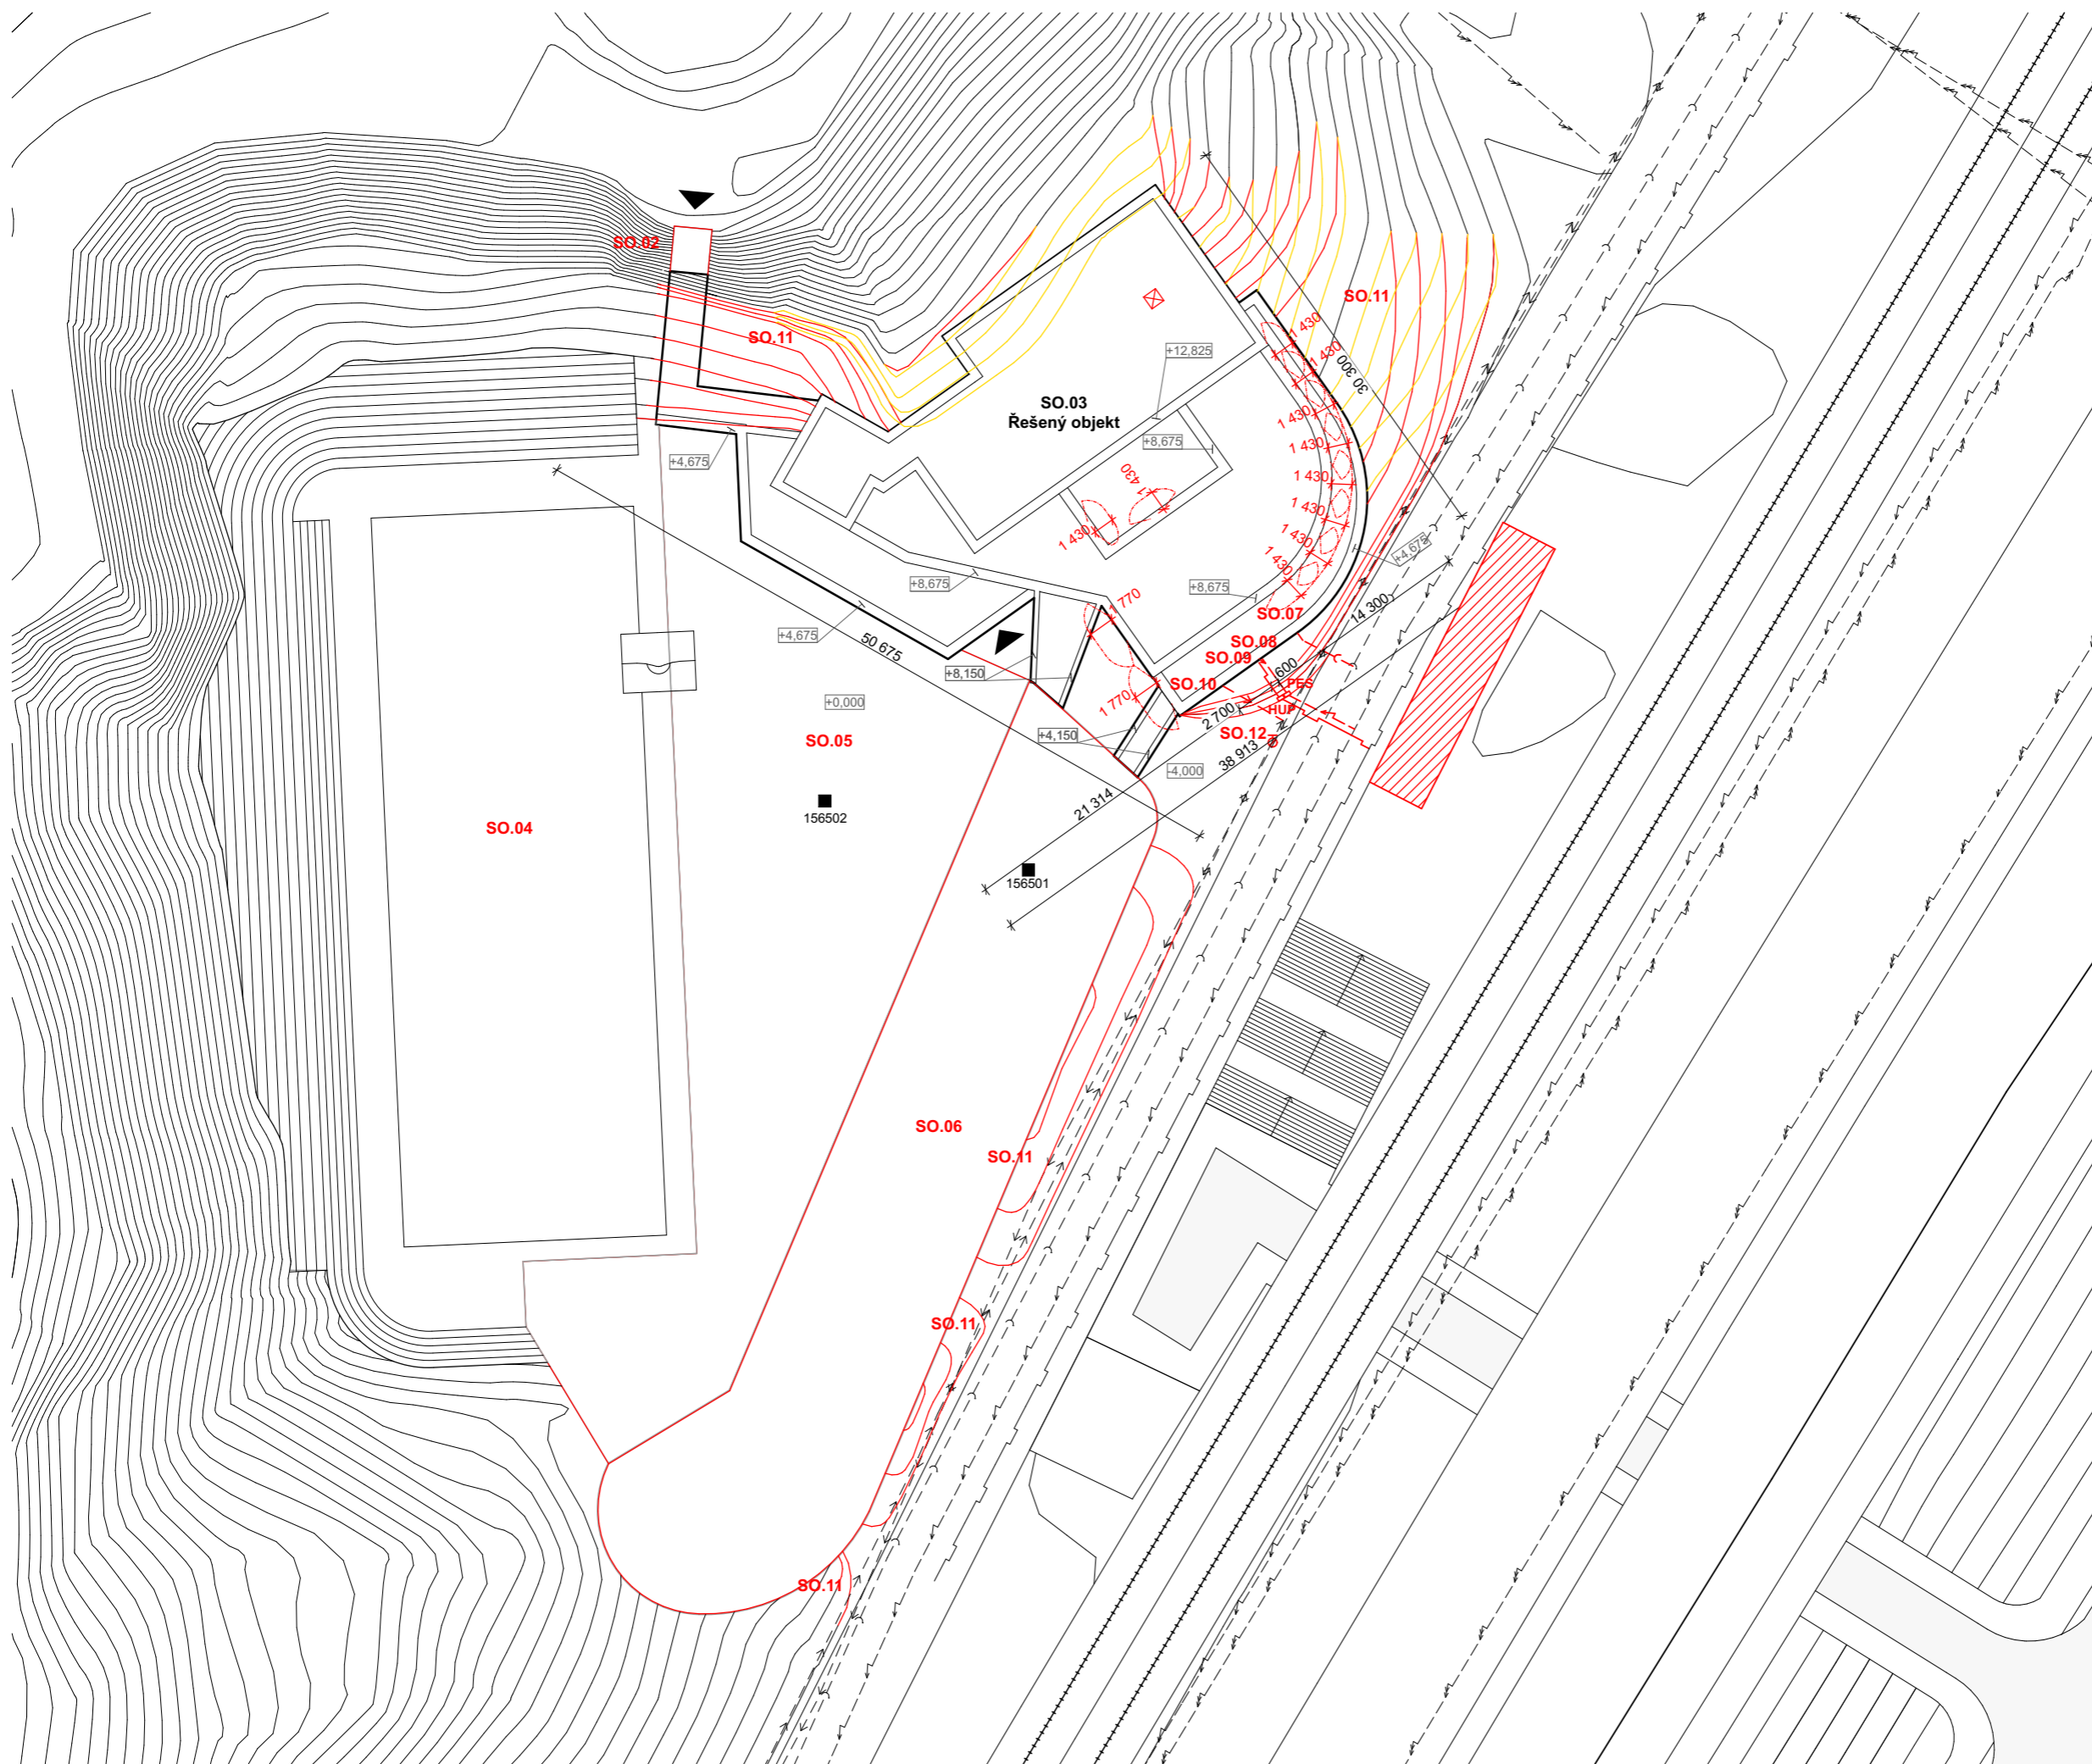 SO.02
SO.11
SO.11
1 430
1 430
30 300
+12,825
SO.03
Řešený objekt
1 430
+8,675
1 430
+4,675
1 430
1 430
1 430
1 430
1 430
+4,675
1 430
+8,675
+8,675
1 770
14 300
SO.07
+4,675
50 675
SO.08
SO.09
600
+8,150
SO.10
PES
+0,000
1 770
2 700
HUP
+4,150
SO.12
SO.05
38 913
-4,000
21 314
156502
SO.04
156501
SO.06
SO.11
SO.11
SO.11